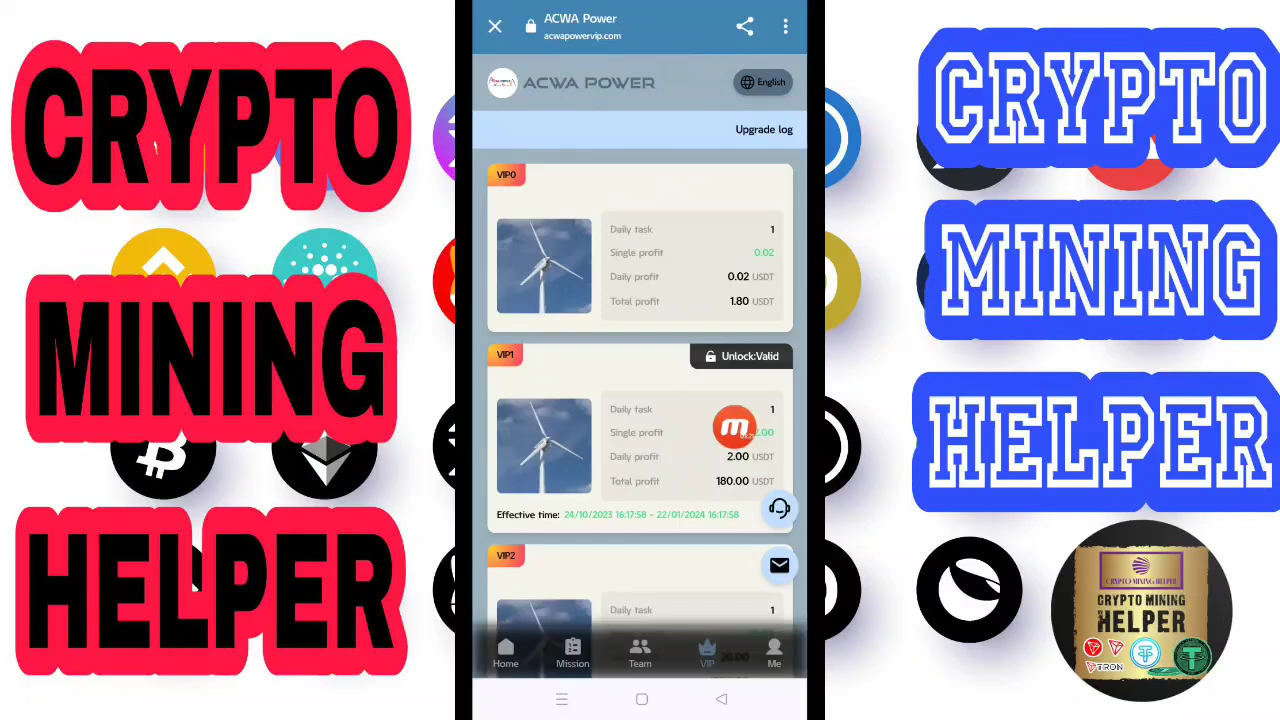 CRYPTO
MINING
HELPER
ACWA Power
acwapowervip.com
ACWA POWER
English
Upgrade log
VIP0
Daily task 1
Single profit 0.02
Daily profit 0.02 USDT
Total profit 1.80 USDT
VIP1
Unlock:Valid
Daily task 1
Single profit 2.00
Daily profit 2.00 USDT
Total profit 180.00 USDT
Effective time: 24/10/2023 16:17:58 - 22/01/2024 16:17:58
VIP2
Daily task 1
Home
Mission
Team
VIP
Me
CRYPTO
MINING
HELPER
CRYPTO MINING HELPER
CRYPTO MINING
HELPER
TRON